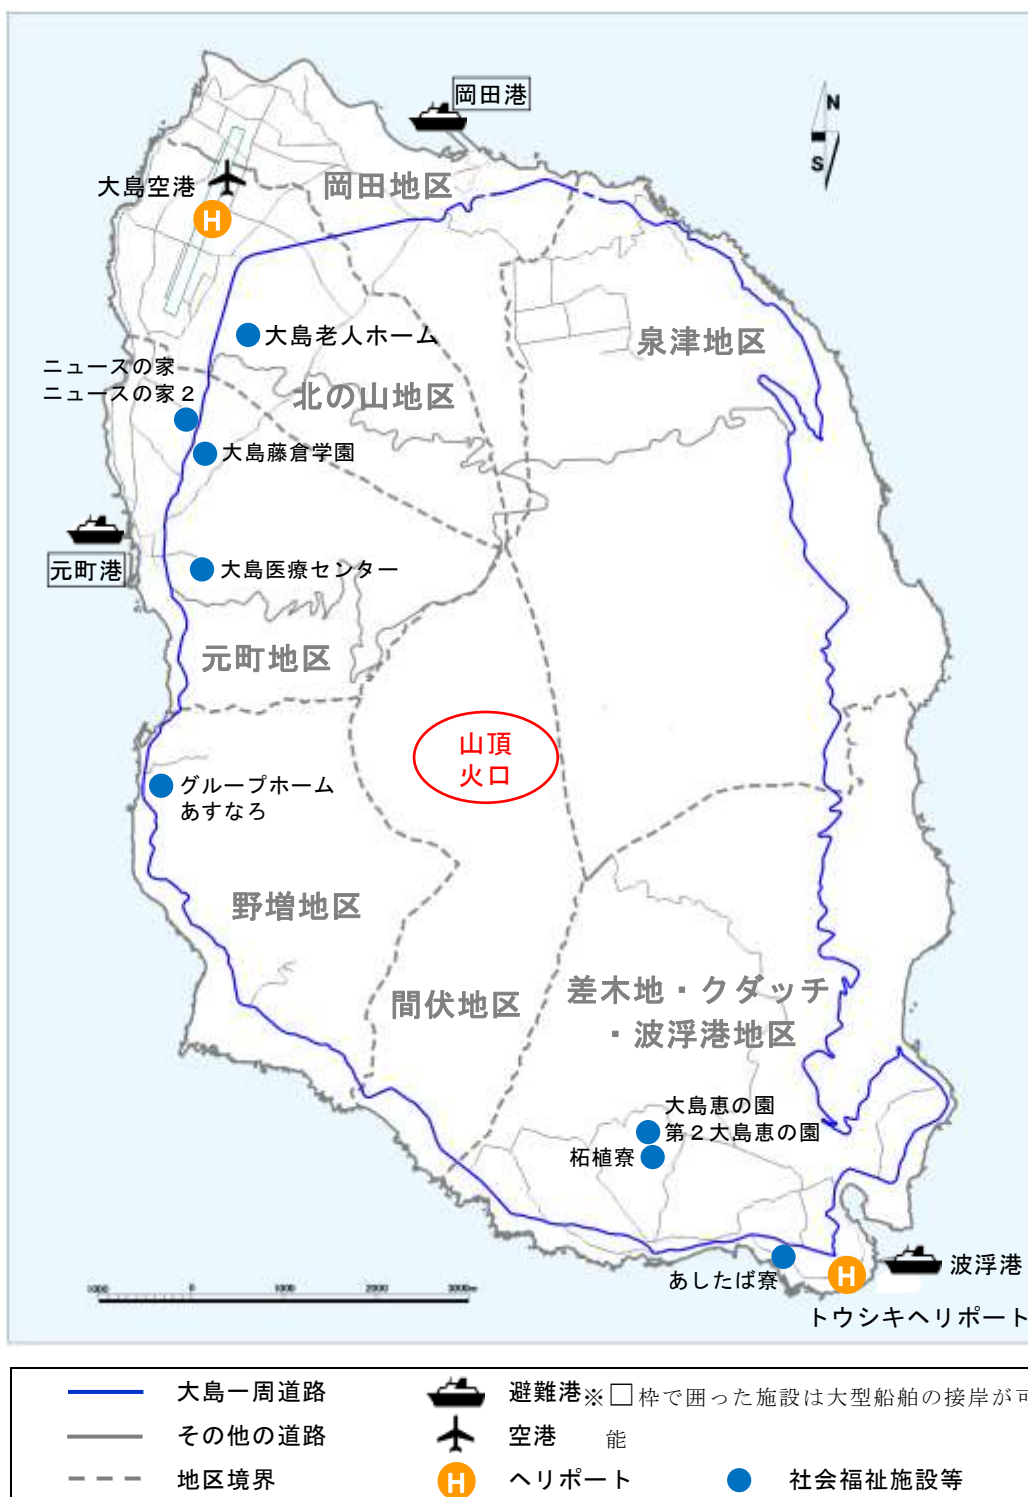 岡田港
N
S
岡田地区
大島空港
H
大島老人ホーム
泉津地区
ニュースの家
ニュースの家２
北の山地区
大島藤倉学園
元町港
大島医療センター
元町地区
山頂
火口
グループホーム
あすなろ
野増地区
間伏地区
差木地・クダッチ
・波浮港地区
大島恵の園
第２大島恵の園
柘植寮
あしたば寮
H
波浮港
トウシキヘリポート
1000 0 1000 2000 3000m
大島一周道路
避難港※□枠で囲った施設は大型船舶の接岸が可
能
その他の道路
空港
地区境界
H
ヘリポート
社会福祉施設等